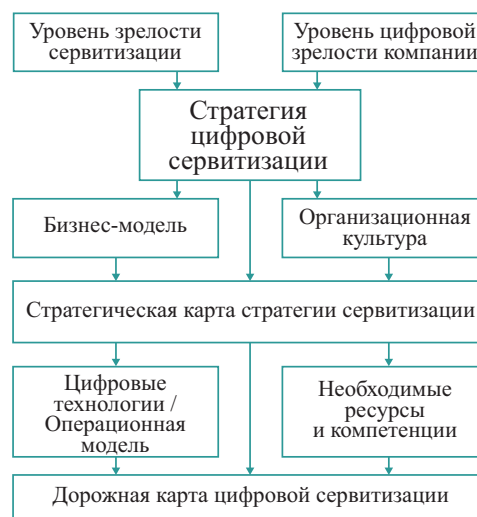 Уровень зрелости
сервитизации
Уровень цифровой
зрелости компании
Стратегия
цифровой
сервитизации
Бизнес-модель
Организационная
культура
Стратегическая карта стратегии сервитизации
Цифровые
технологии /
Операционная
модель
Необходимые
ресурсы
и компетенции
Дорожная карта цифровой сервитизации